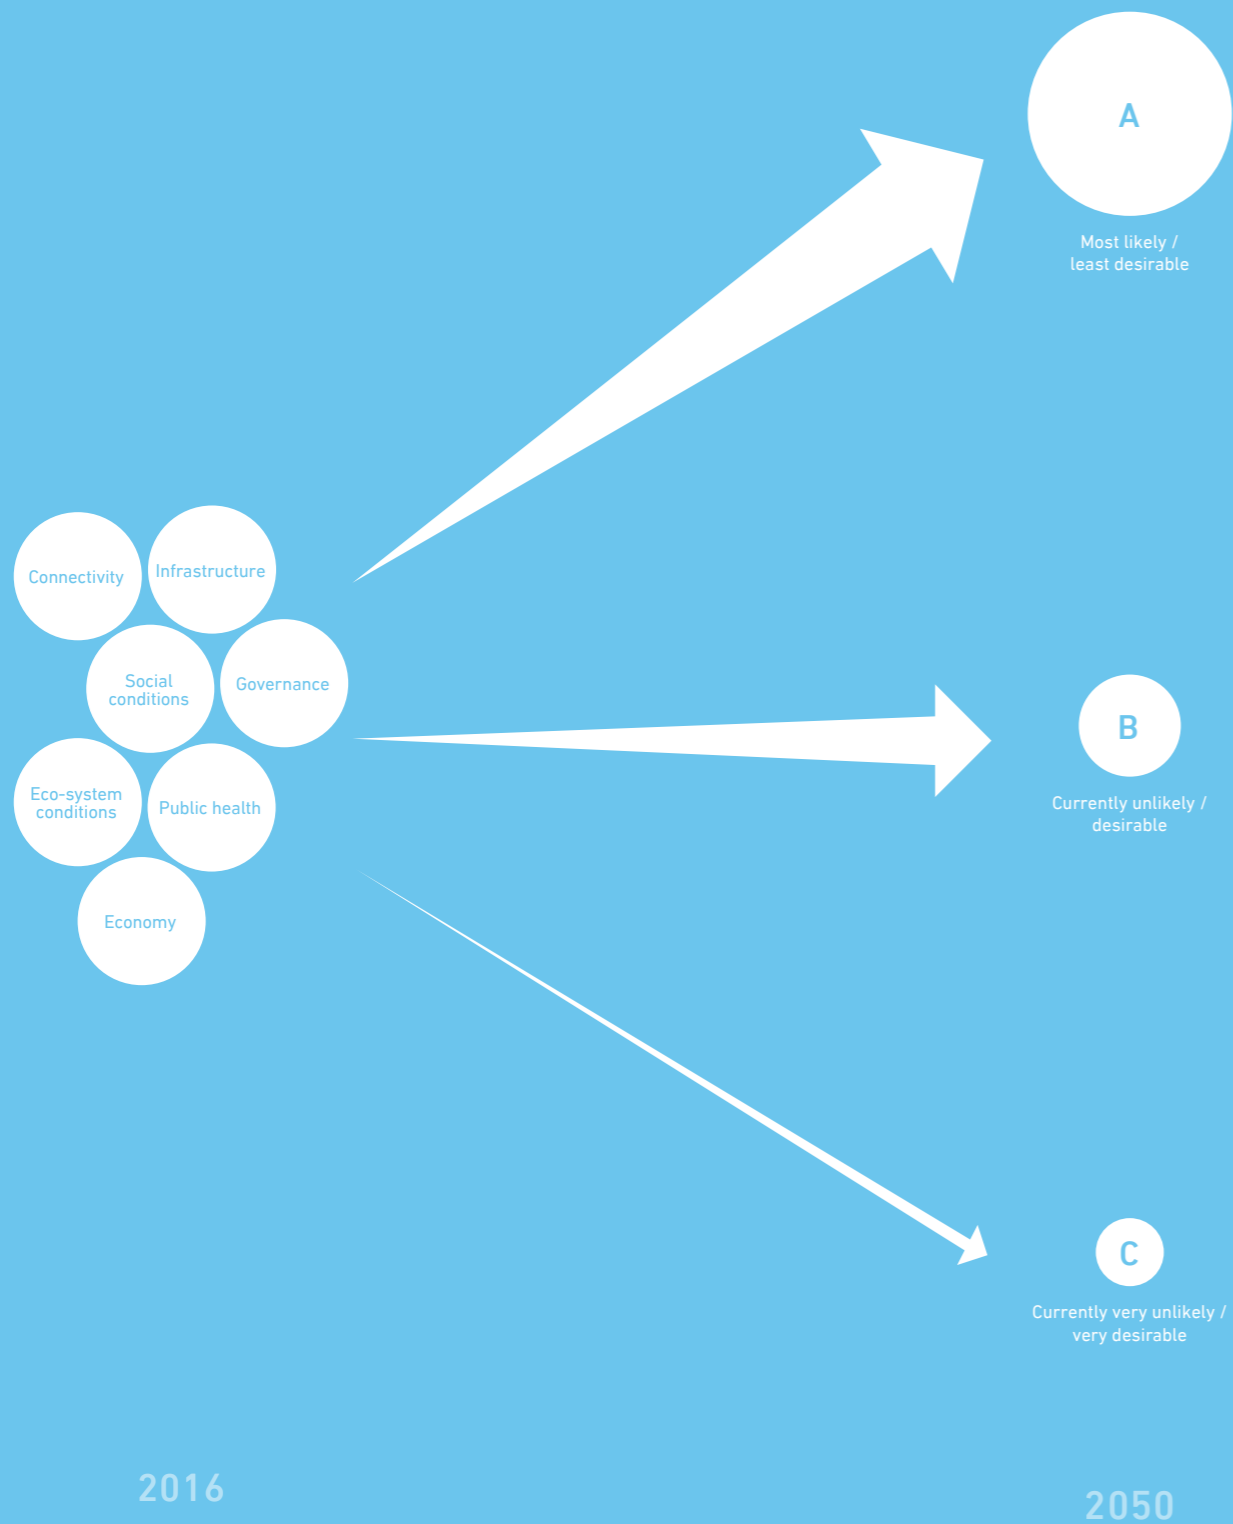 A
Most likely /
least desirable
Connectivity
Infrastructure
Social
conditions
Governance
B
Currently unlikely /
desirable
Eco-system
conditions
Public health
Economy
C
Currently very unlikely /
very desirable
2016
2050